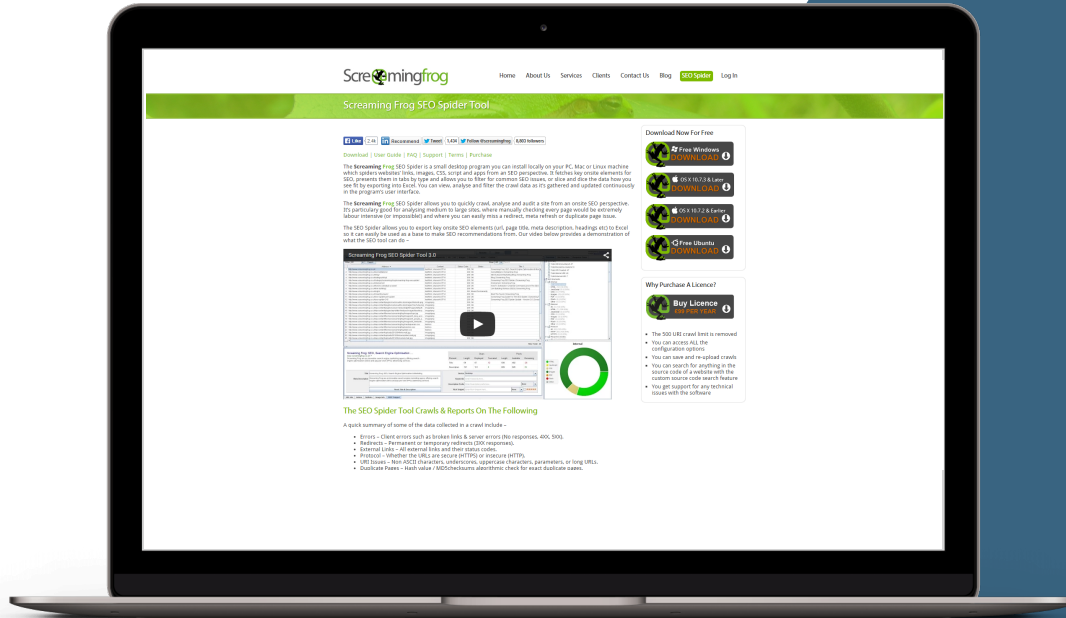 Screamingfrog
Home About Us Services Clients Contact Us Blog SEO Spider Log In
Screaming Frog SEO Spider Tool
Like 2.4k Recommend Tweet 1,434 Follow @screamingfrog 8,803 followers
Download | User Guide | FAQ | Support | Terms | Purchase
The Screaming Frog SEO Spider is a small desktop program you can install locally on your PC, Mac or Linux machine
which spiders websites' links, images, CSS, script and apps from an SEO perspective. It fetches key onsite elements for
SEO, presents them in tabs by type and allows you to filter for common SEO issues, or slice and dice the data how you
see fit by exporting into Excel. You can view, analyse and filter the crawl data as it's gathered and updated continuously
in the program's user interface.
The Screaming Frog SEO Spider allows you to quickly crawl, analyse and audit a site from an onsite SEO perspective.
It's particularly good for analysing medium to large sites, where manually checking every page would be extremely
labour intensive (or impossible!) and where you can easily miss a redirect, meta refresh or duplicate page issue.
The SEO Spider allows you to export key onsite SEO elements (url, page title, meta description, headings etc) to Excel
so it can easily be used as a base to make SEO recommendations from. Our video below provides a demonstration of
what the SEO tool can do –
Screaming Frog SEO Spider Tool 3.0
The SEO Spider Tool Crawls & Reports On The Following
A quick summary of some of the data collected in a crawl include –
• Errors – Client errors such as broken links & server errors (No responses, 4XX, 5XX).
• Redirects – Permanent or temporary redirects (3XX responses).
• External Links – All external links and their status codes.
• Protocol – Whether the URLs are secure (HTTPS) or insecure (HTTP).
• URI Issues – Non ASCII characters, underscores, uppercase characters, parameters, or long URLs.
• Duplicate Pages – Hash value / MD5checksums algorithmic check for exact duplicate pages.
Download Now For Free
Free Windows
DOWNLOAD
OS X 10.7.3 & Later
DOWNLOAD
OS X 10.7.2 & Earlier
DOWNLOAD
Free Ubuntu
DOWNLOAD
Why Purchase A Licence?
Buy Licence
£99 PER YEAR
• The 500 URI crawl limit is removed
• You can access ALL the
configuration options
• You can save and re-upload crawls
• You can search for anything in the
source code of a website with the
custom source code search feature
• You get support for any technical
issues with the software